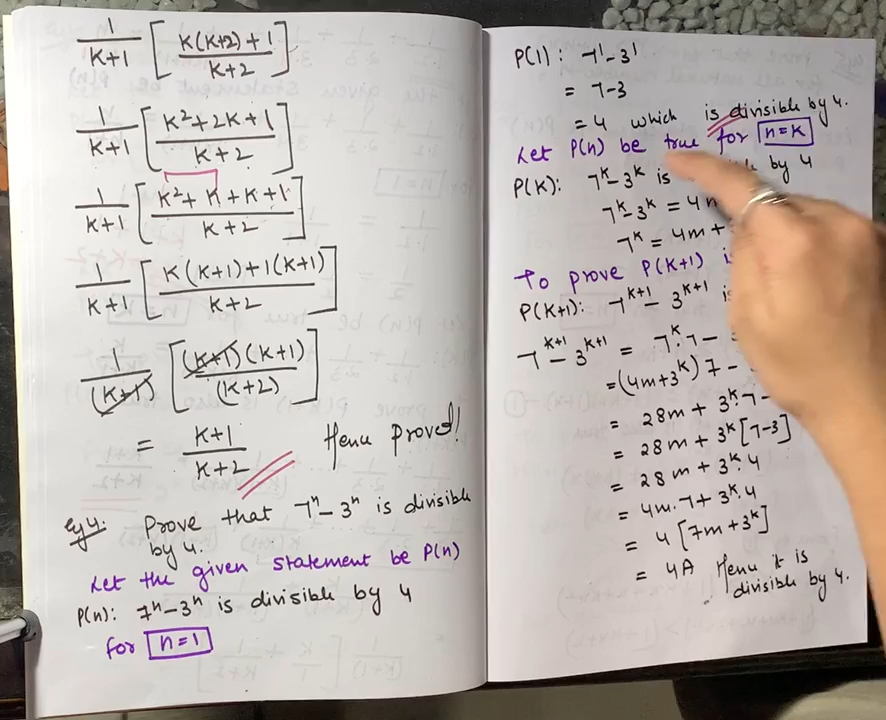 1/(K+1) [ (K(K+2)+1)/(K+2) ]
1/(K+1) [ (K²+2K+1)/(K+2) ]
1/(K+1) [ (K²+K+K+1)/(K+2) ]
1/(K+1) [ (K(K+1)+1(K+1))/(K+2) ]
1/(K+1) [ (K+1)(K+1)/(K+2) ]
= (K+1)/(K+2) Henu Proved!!
Eg 4. Prove that 7ⁿ-3ⁿ is divisible
by 4.
Let the given statement be P(n)
P(n): 7ⁿ-3ⁿ is divisible by 4
for n=1
P(1): 7¹-3¹
= 7-3
= 4 which is divisible by 4.
Let P(n) be true for n=K
P(K): 7ᴷ-3ᴷ is by 4
7ᴷ-3ᴷ = 4
7ᴷ = 4m+
To prove P(K+1)
P(K+1): 7ᴷ⁺¹ - 3ᴷ⁺¹
7ᴷ⁺¹-3ᴷ⁺¹ = 7ᴷ.7 -
=(4m+3ᴷ) 7 -
= 28m + 3ᴷ.7 -
= 28m + 3ᴷ[7-3]
= 28m + 3ᴷ.4
= 4m.7 + 3ᴷ.4
= 4 [7m+3ᴷ]
= 4A Henu it is
divisible by 4.